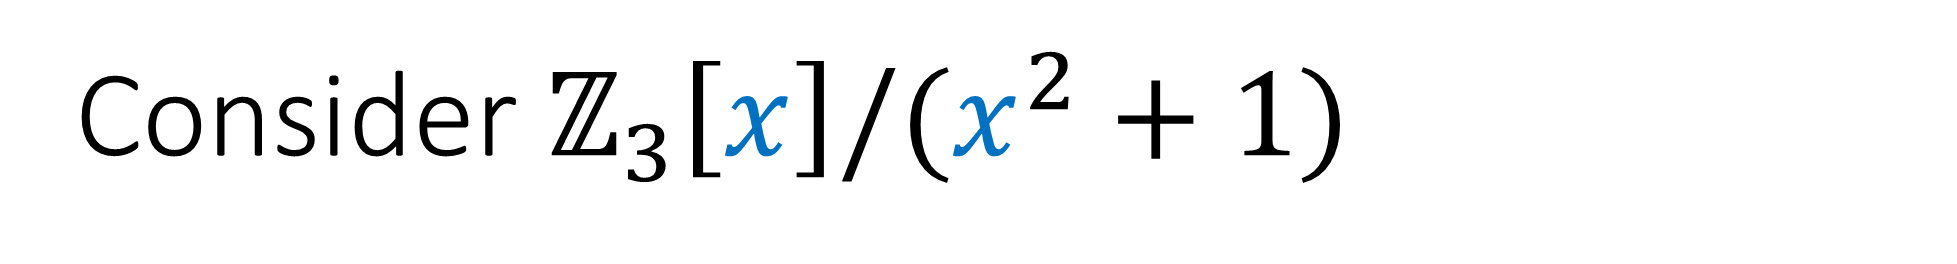 Consider ℤ₃[x]/(x² + 1)